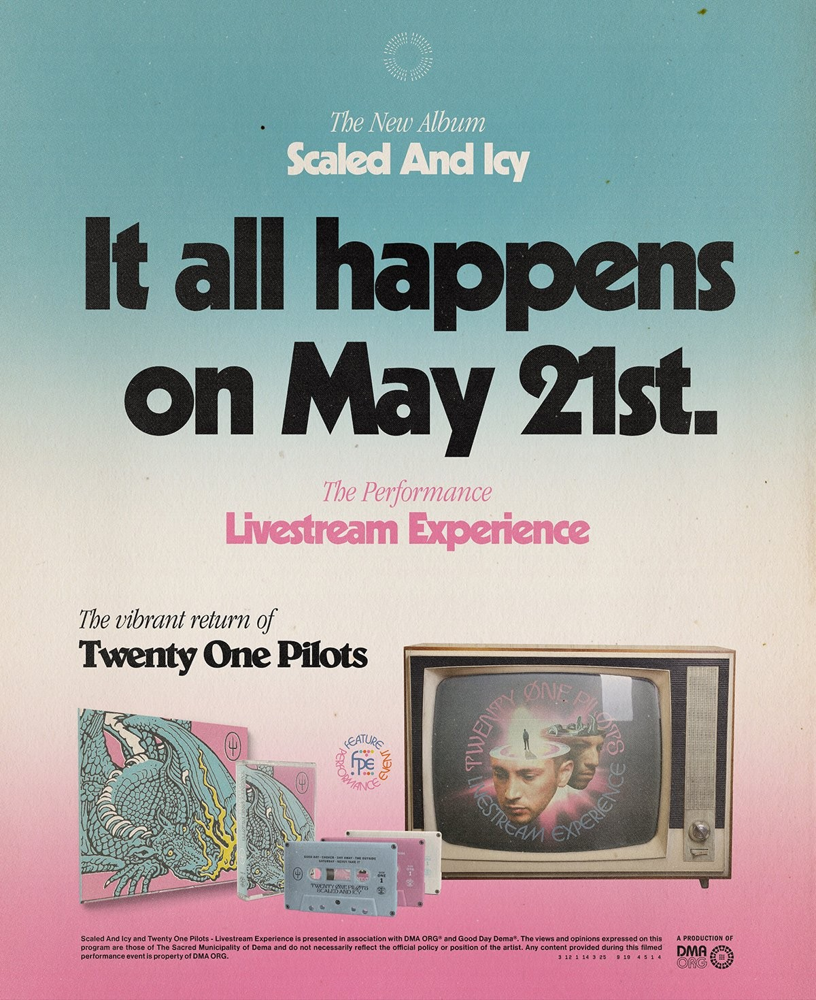 The New Album
Scaled And Icy
It all happens
on May 21st.
The Performance
Livestream Experience
The vibrant return of
Twenty One Pilots
TWENTY ØNE PILØTS
LIVESTREAM EXPERIENCE
FEATURE
PERFORMANCE
EVENT
fpe
GOOD DAY · CHOKER · SHY AWAY · THE OUTSIDE
SATURDAY · NEVER TAKE IT
SIDE
ONE
1
TWENTY ØNE PILØTS
SCALED AND ICY
SIDE
ONE
1
Scaled And Icy and Twenty One Pilots - Livestream Experience is presented in association with DMA ORG® and Good Day Dema®. The views and opinions expressed on this
program are those of The Sacred Municipality of Dema and do not necessarily reflect the official policy or position of the artist. Any content provided during this filmed
performance event is property of DMA ORG.
3 12 1 14 3 25 9 19 4 5 1 4
A PRODUCTION OF
DMA
ORG